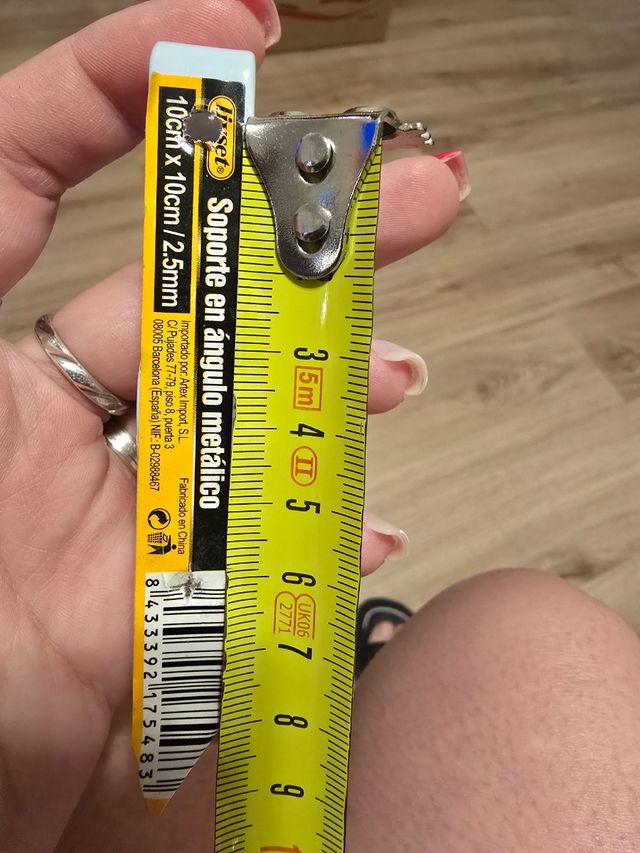 Liset®
Soporte en ángulo metálico
10cm x 10cm / 2.5mm
Importado por: Artex Import, S.L.
C/ Pujades 77-79, piso 8, puerta 3
08005 Barcelona (España) NIF: B-02988467
Fabricado en China
8 433392 175483
3
5m
4
II
5
6
UK06
2771
7
8
9